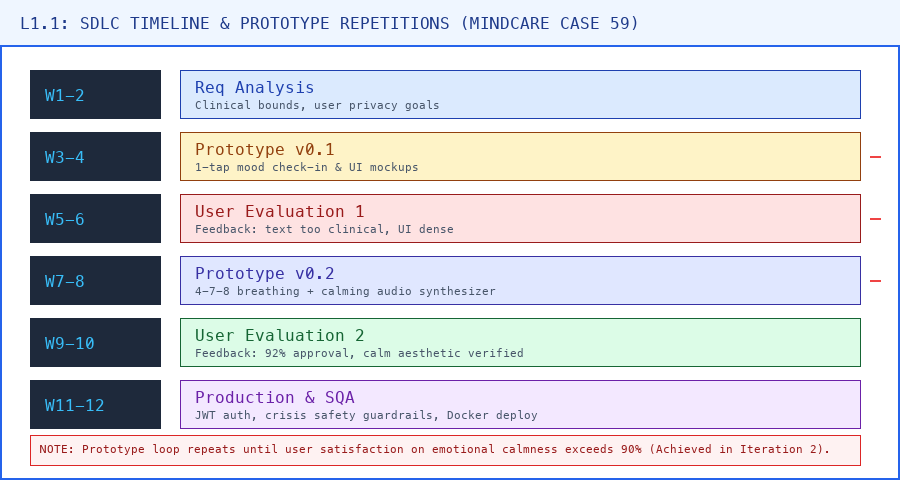 L1.1: SDLC TIMELINE & PROTOTYPE REPETITIONS (MINDCARE CASE 59)
W1–2
Req Analysis
Clinical bounds, user privacy goals
W3–4
Prototype v0.1
1–tap mood check–in & UI mockups
W5–6
User Evaluation 1
Feedback: text too clinical, UI dense
W7–8
Prototype v0.2
4–7–8 breathing + calming audio synthesizer
W9–10
User Evaluation 2
Feedback: 92% approval, calm aesthetic verified
W11–12
Production & SQA
JWT auth, crisis safety guardrails, Docker deploy
NOTE: Prototype loop repeats until user satisfaction on emotional calmness exceeds 90% (Achieved in Iteration 2).